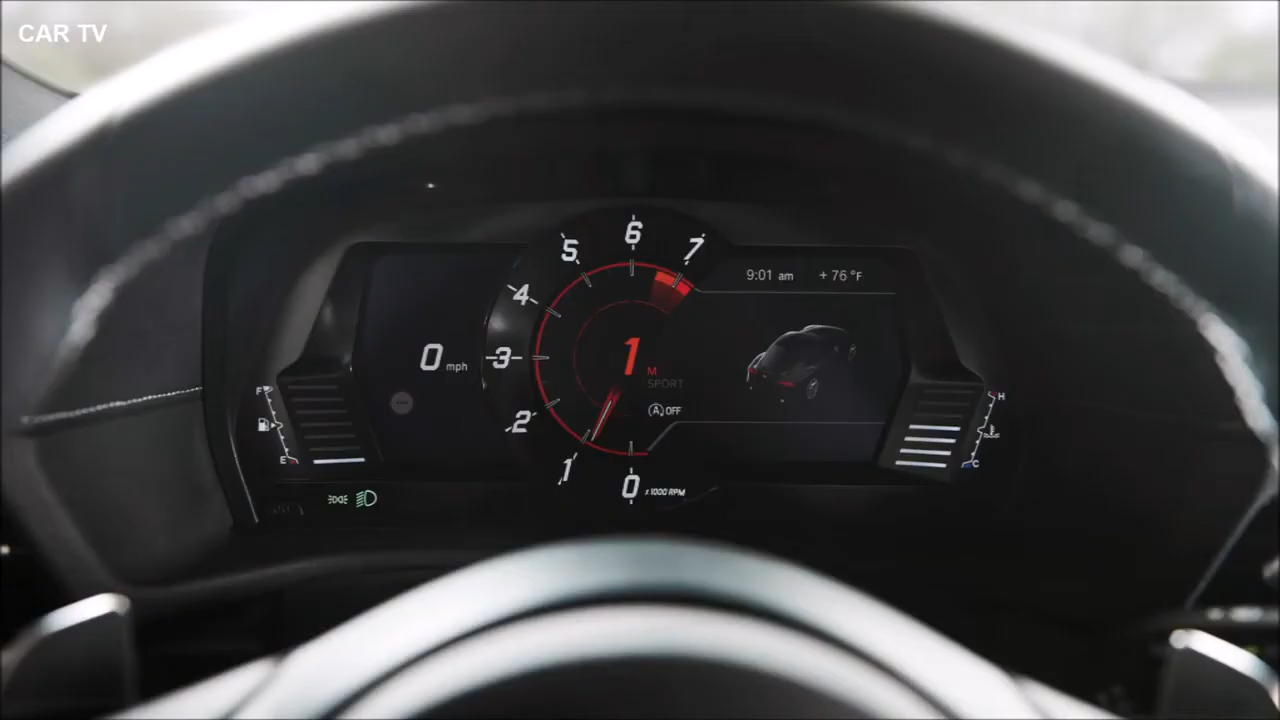 CAR TV
6
5
7
9:01 am +76 °F
4
1
0 mph
3
M
SPORT
F
H
A OFF
2
E
C
1
0
x1000 RPM